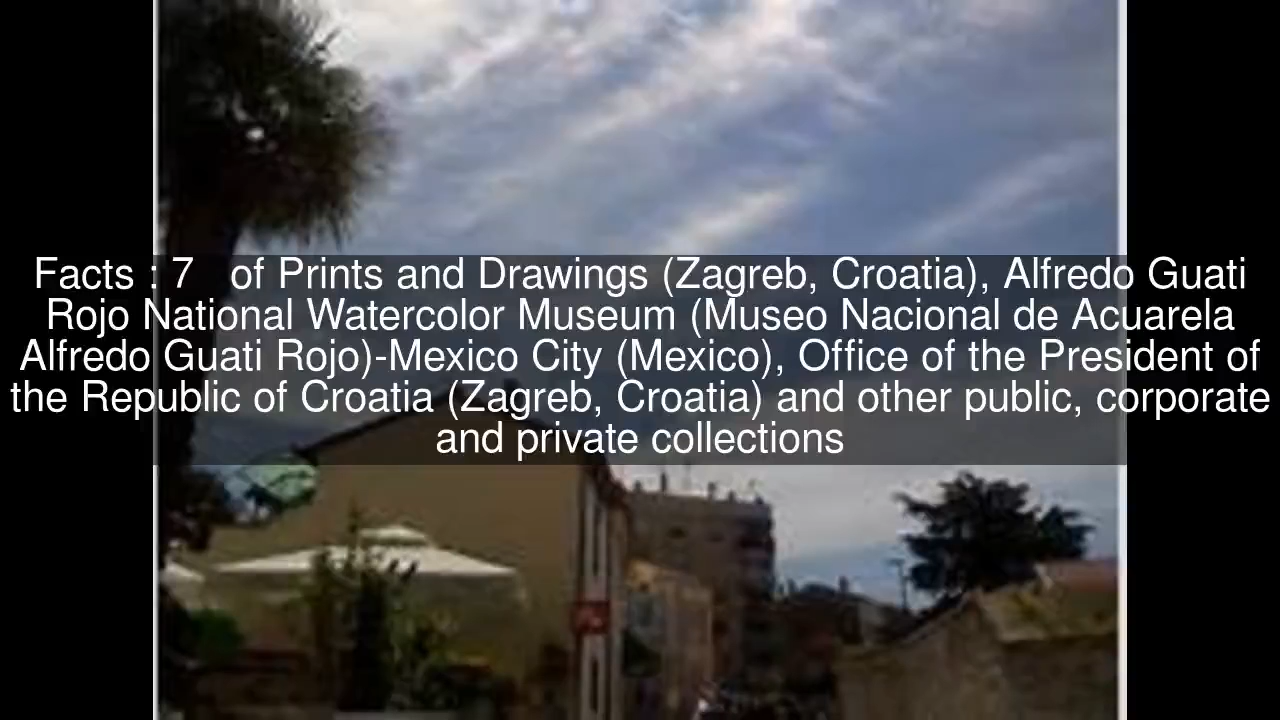 Facts : 7   of Prints and Drawings (Zagreb, Croatia), Alfredo Guati
Rojo National Watercolor Museum (Museo Nacional de Acuarela
Alfredo Guati Rojo)-Mexico City (Mexico), Office of the President of
the Republic of Croatia (Zagreb, Croatia) and other public, corporate
and private collections